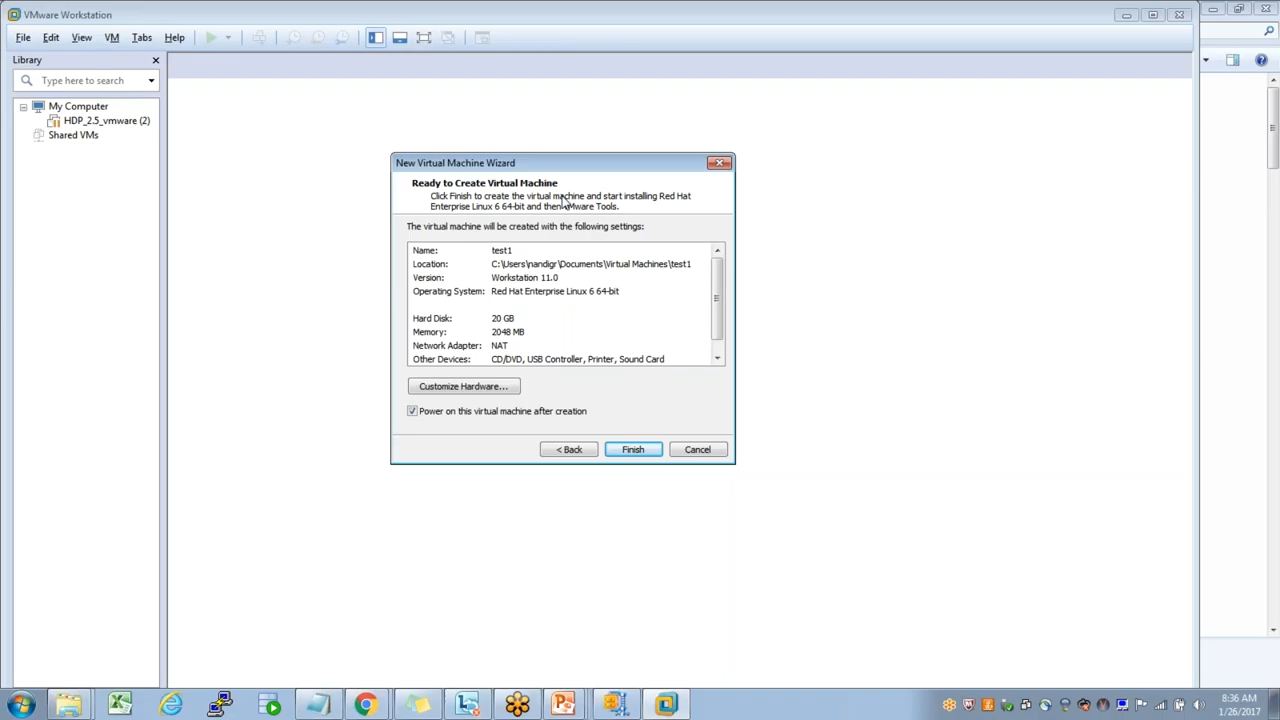 VMware Workstation
File Edit View VM Tabs Help
Library
Type here to search
My Computer
HDP_2.5_vmware (2)
Shared VMs
New Virtual Machine Wizard
Ready to Create Virtual Machine
Click Finish to create the virtual machine and start installing Red Hat
Enterprise Linux 6 64-bit and then VMware Tools.
The virtual machine will be created with the following settings:
Name: test1
Location: C:\Users\nandigr\Documents\Virtual Machines\test1
Version: Workstation 11.0
Operating System: Red Hat Enterprise Linux 6 64-bit
Hard Disk: 20 GB
Memory: 2048 MB
Network Adapter: NAT
Other Devices: CD/DVD, USB Controller, Printer, Sound Card
Customize Hardware...
Power on this virtual machine after creation
< Back Finish Cancel
8:36 AM
1/26/2017